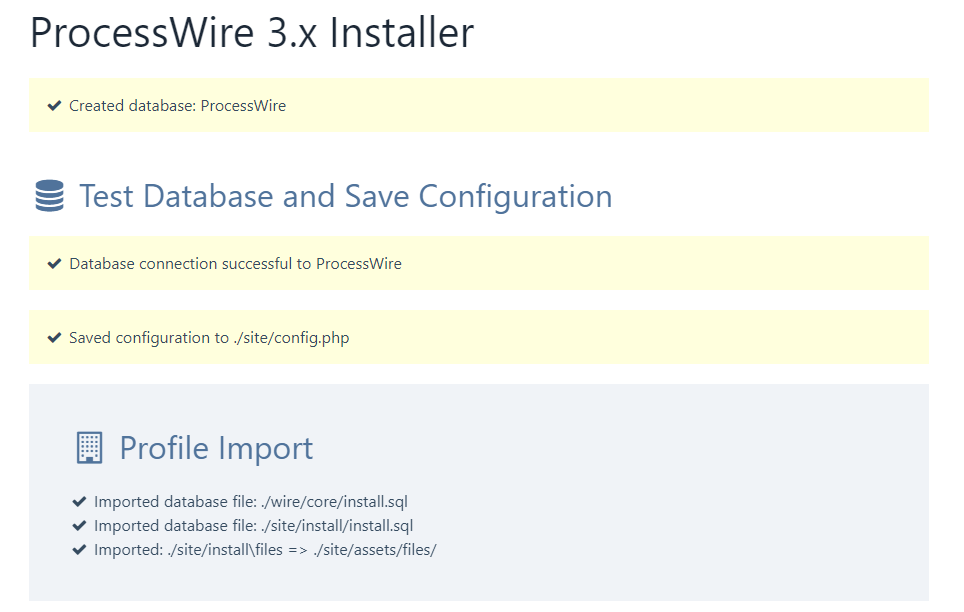 ProcessWire 3.x Installer
Created database: ProcessWire
Test Database and Save Configuration
Database connection successful to ProcessWire
Saved configuration to ./site/config.php
Profile Import
Imported database file: ./wire/core/install.sql
Imported database file: ./site/install/install.sql
Imported: ./site/install\files => ./site/assets/files/